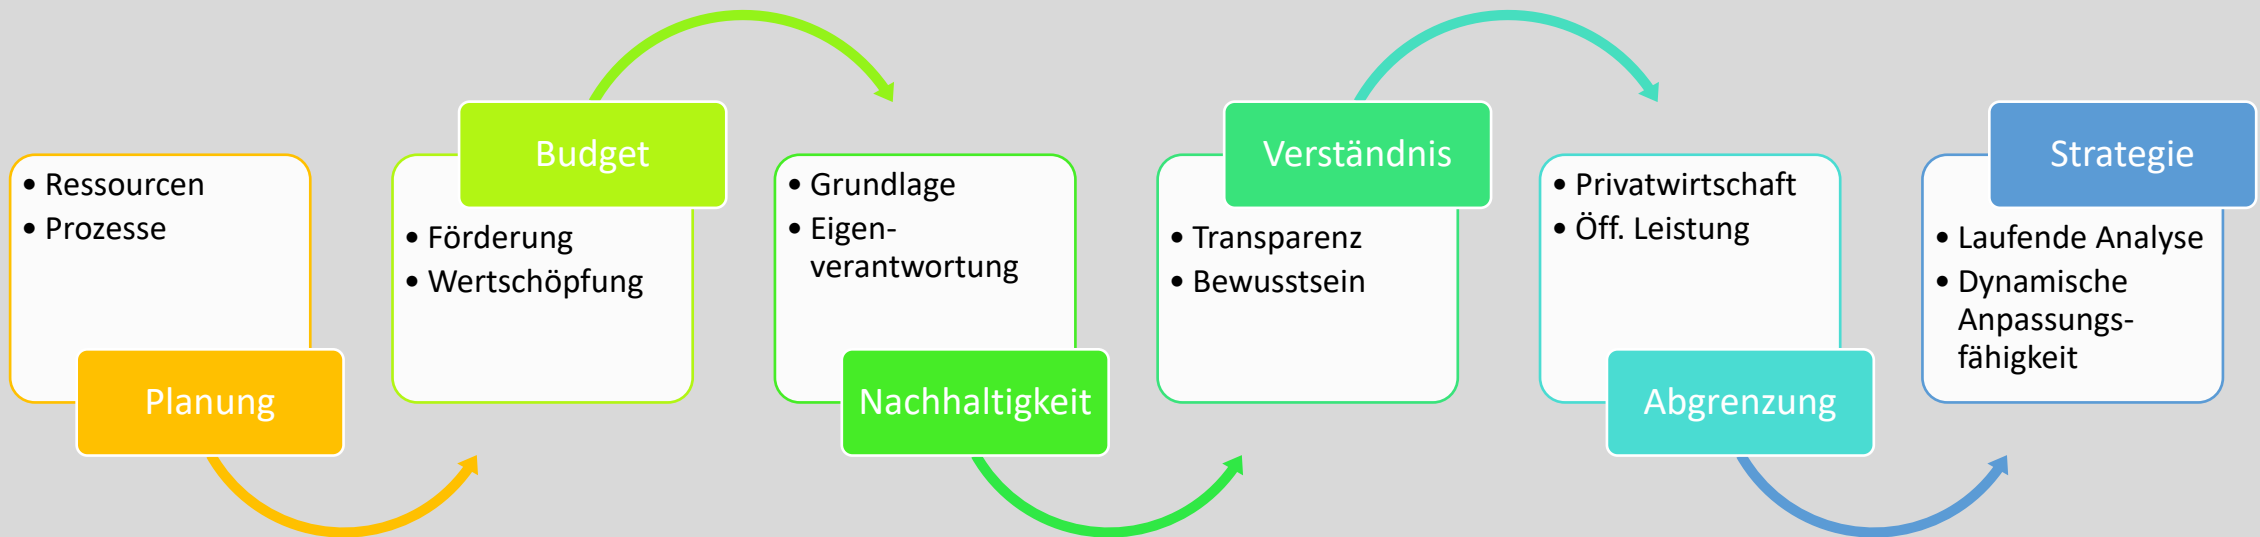 • Ressourcen
• Prozesse
Planung
Budget
• Förderung
• Wertschöpfung
• Grundlage
• Eigen-
verantwortung
Nachhaltigkeit
Verständnis
• Transparenz
• Bewusstsein
• Privatwirtschaft
• Öff. Leistung
Abgrenzung
Strategie
• Laufende Analyse
• Dynamische
Anpassungs-
fähigkeit